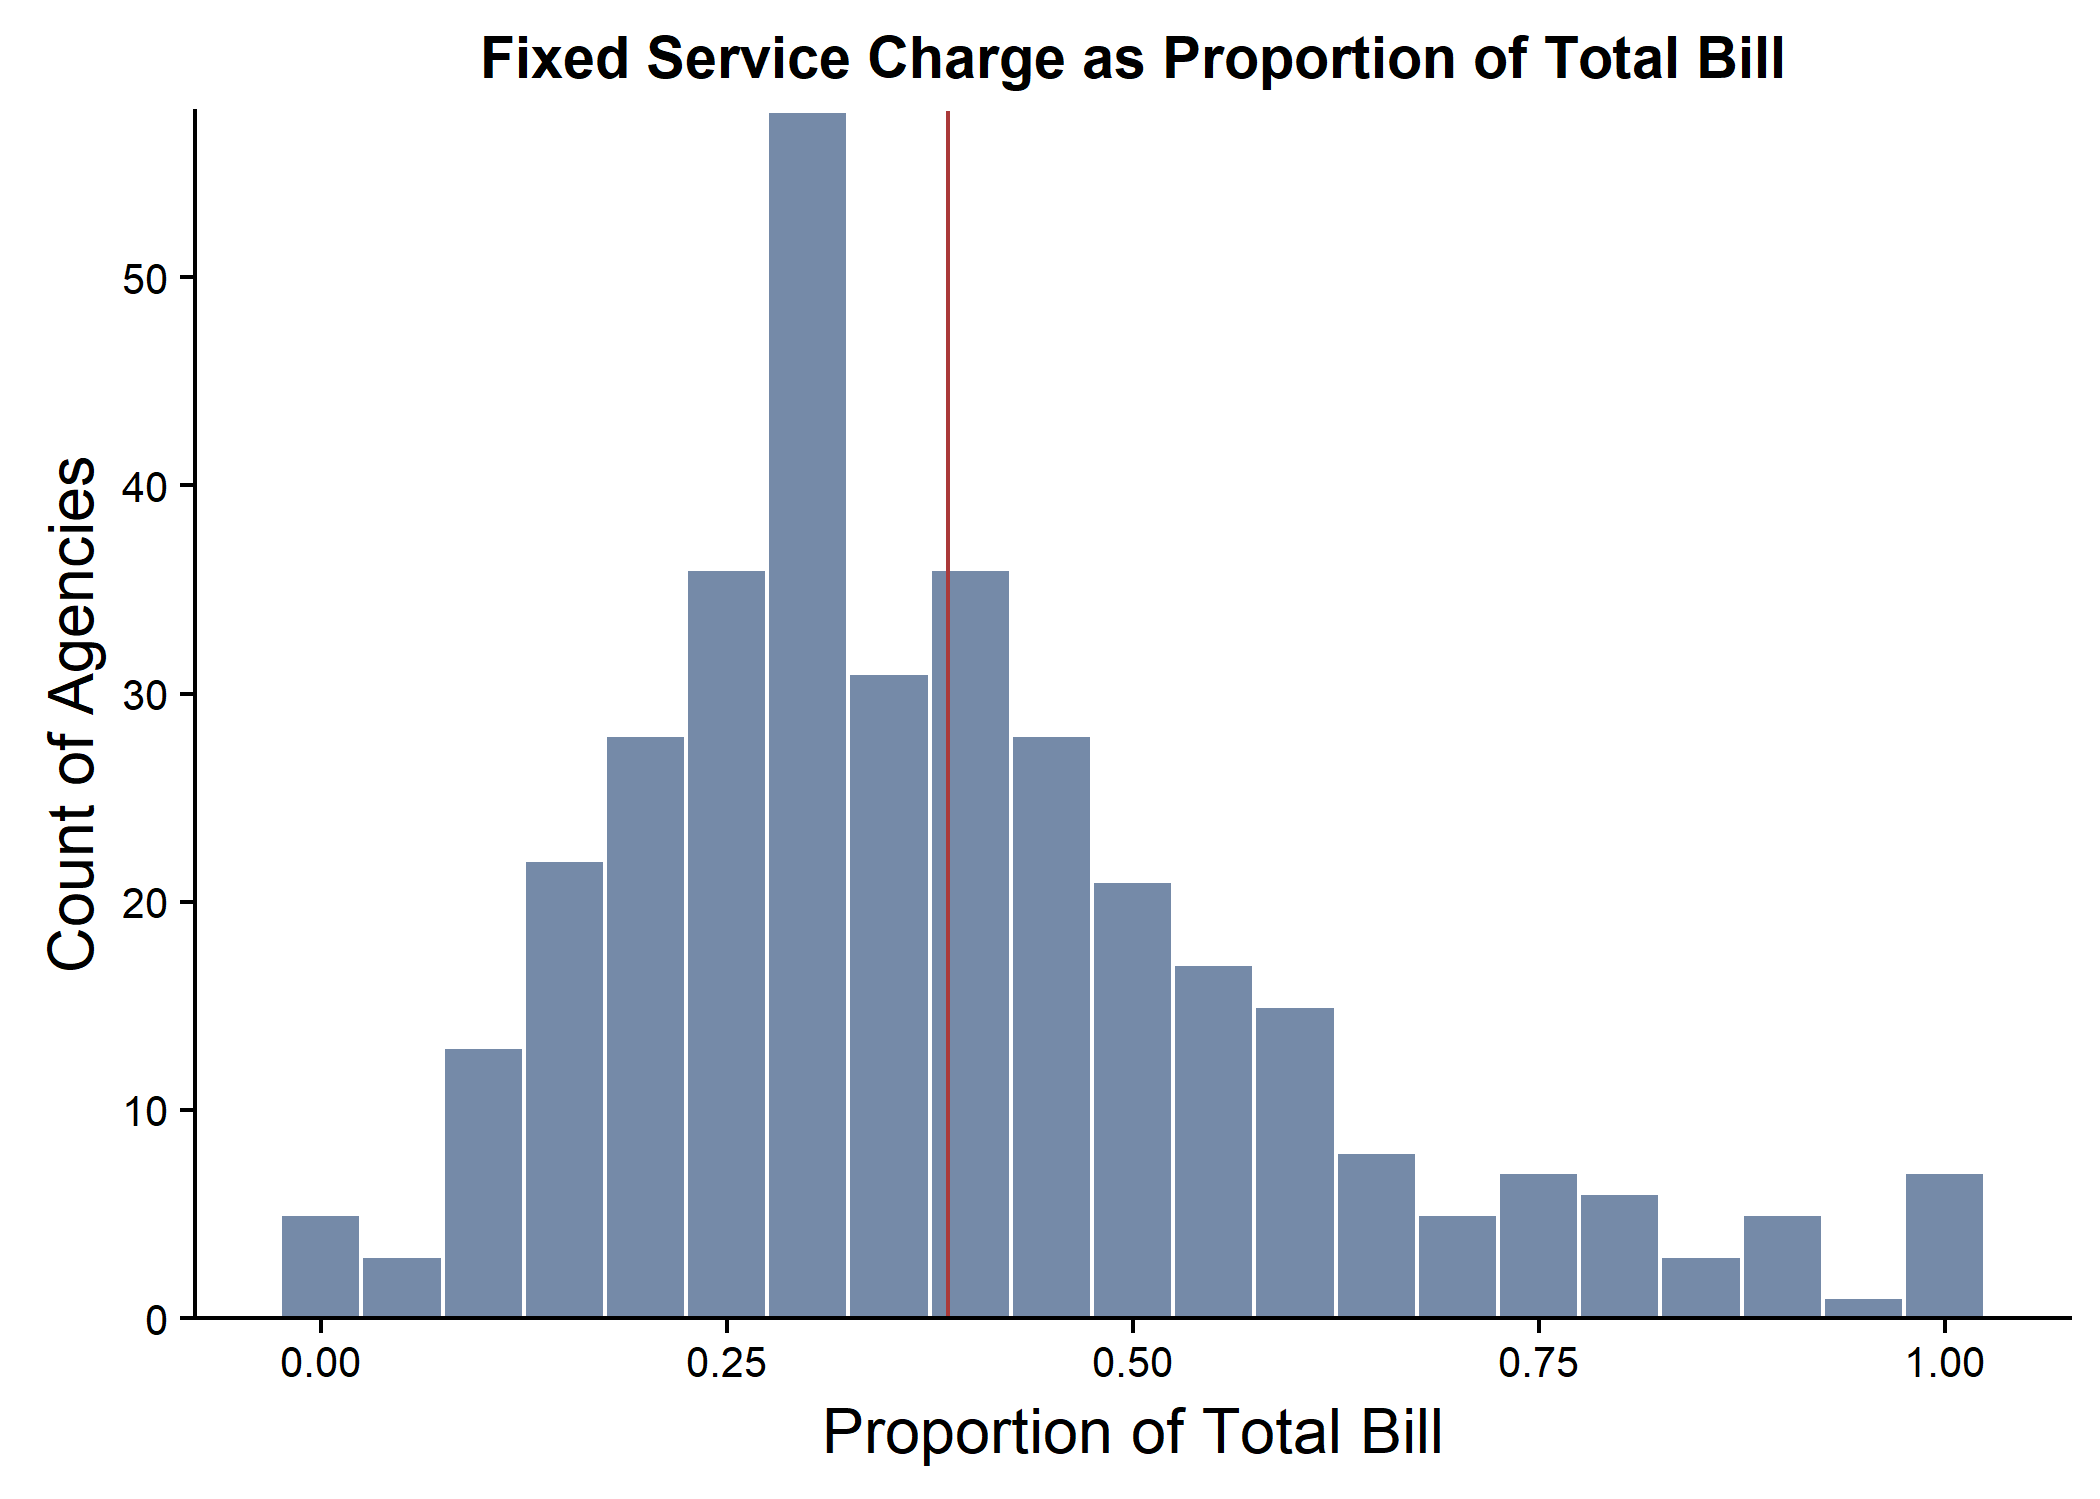 Fixed Service Charge as Proportion of Total Bill
Count of Agencies
50
40
30
20
10
0
0.00 0.25 0.50 0.75 1.00
Proportion of Total Bill